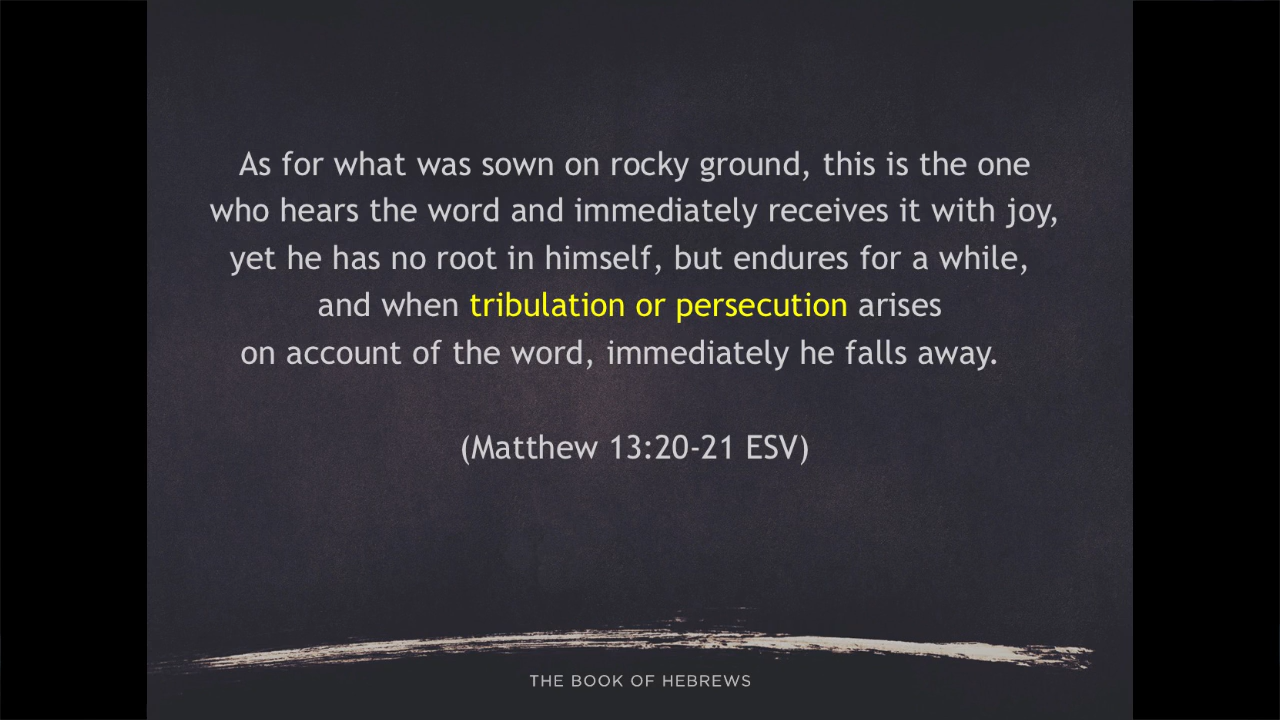 As for what was sown on rocky ground, this is the one
who hears the word and immediately receives it with joy,
yet he has no root in himself, but endures for a while,
and when tribulation or persecution arises
on account of the word, immediately he falls away.
(Matthew 13:20-21 ESV)
THE BOOK OF HEBREWS